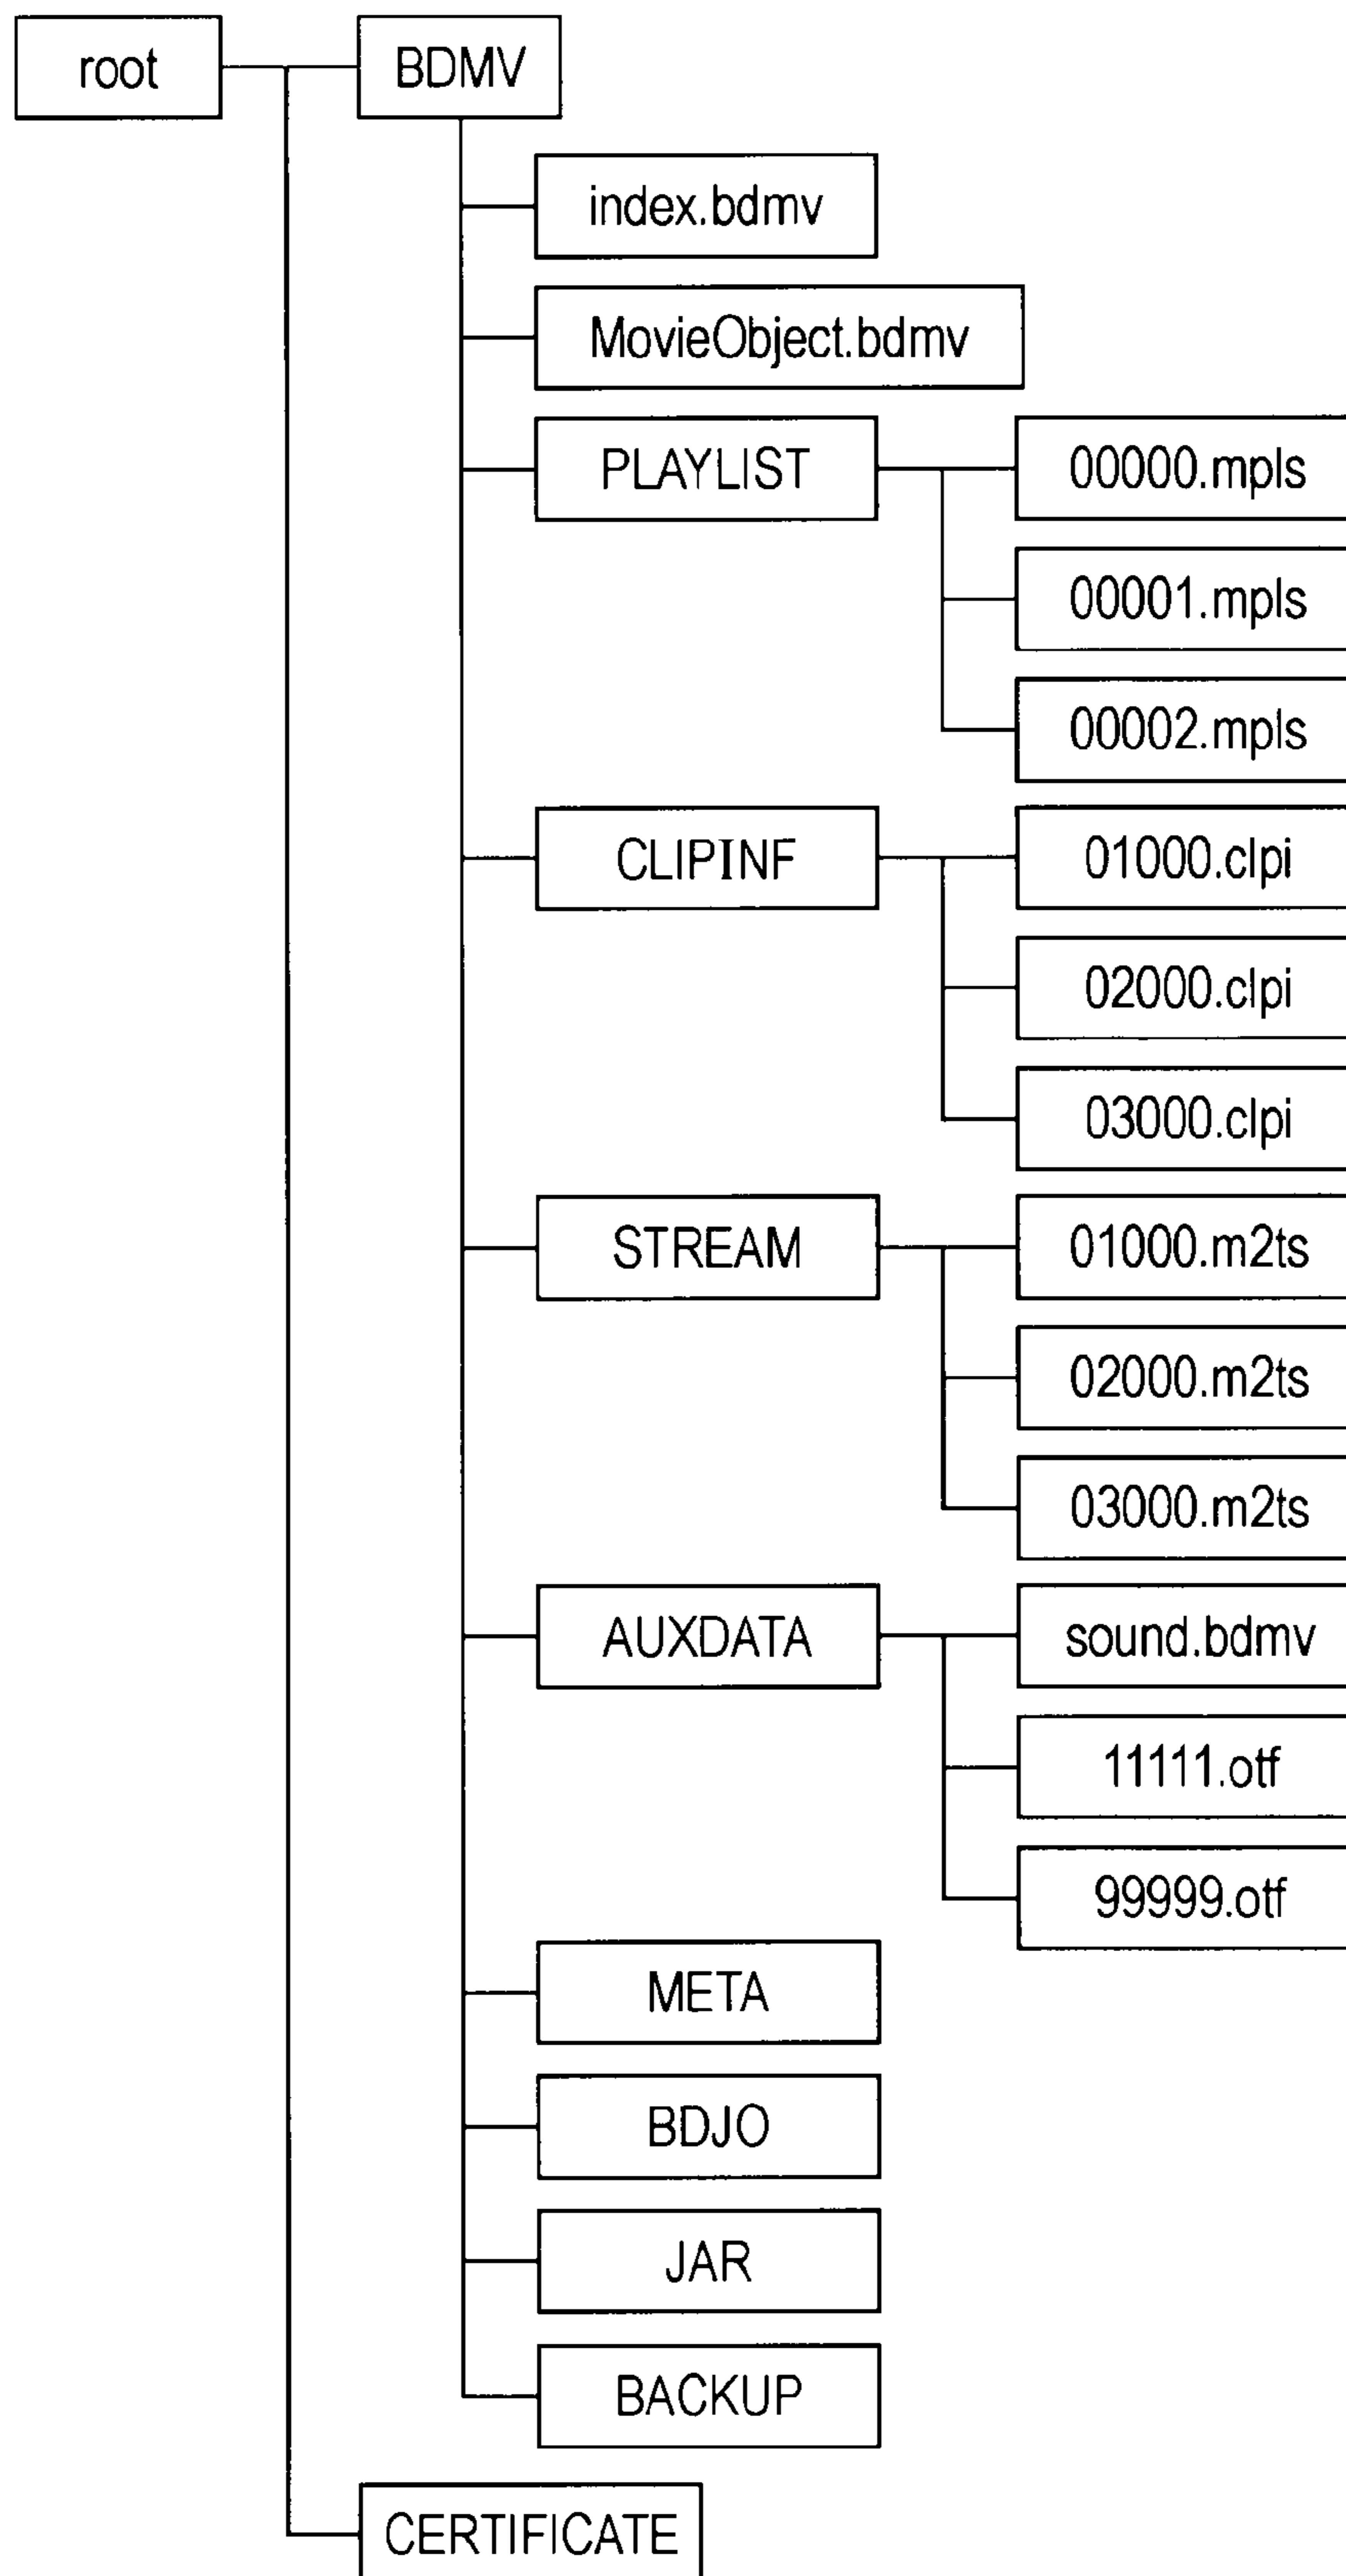 root
BDMV
index.bdmv
MovieObject.bdmv
PLAYLIST
00000.mpls
00001.mpls
00002.mpls
CLIPINF
01000.clpi
02000.clpi
03000.clpi
STREAM
01000.m2ts
02000.m2ts
03000.m2ts
AUXDATA
sound.bdmv
11111.otf
99999.otf
META
BDJO
JAR
BACKUP
CERTIFICATE